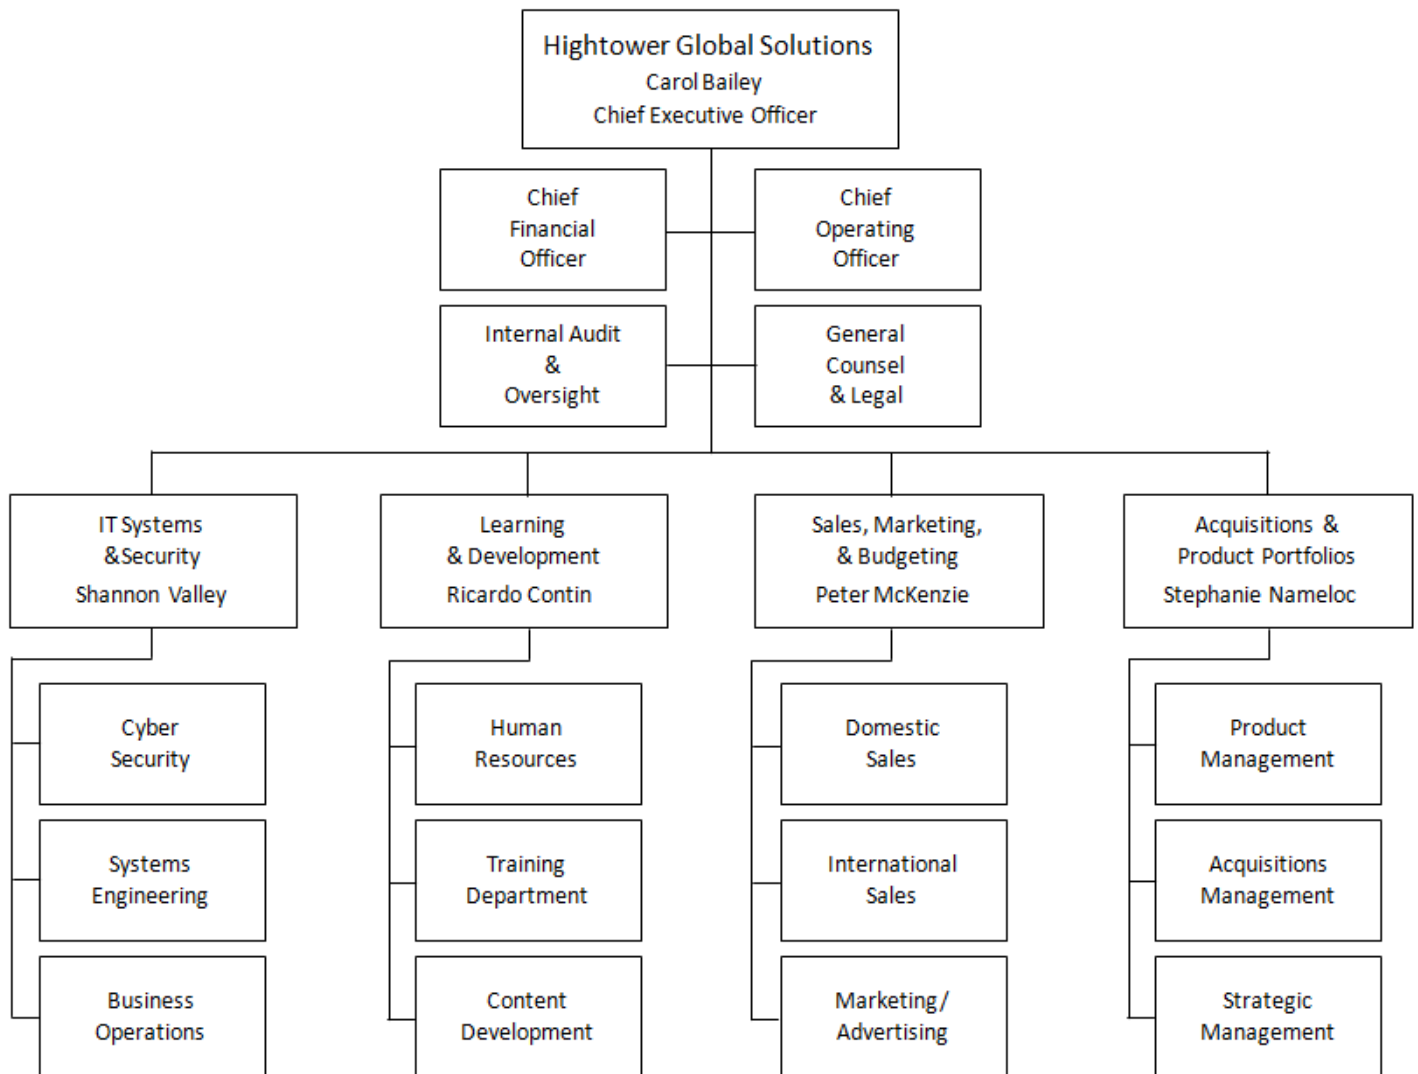 Hightower Global Solutions
Carol Bailey
Chief Executive Officer
Chief
Financial
Officer
Chief
Operating
Officer
Internal Audit
&
Oversight
General
Counsel
& Legal
IT Systems
&Security
Shannon Valley
Learning
& Development
Ricardo Contin
Sales, Marketing,
& Budgeting
Peter McKenzie
Acquisitions &
Product Portfolios
Stephanie Nameloc
Cyber
Security
Systems
Engineering
Business
Operations
Human
Resources
Training
Department
Content
Development
Domestic
Sales
International
Sales
Marketing/
Advertising
Product
Management
Acquisitions
Management
Strategic
Management